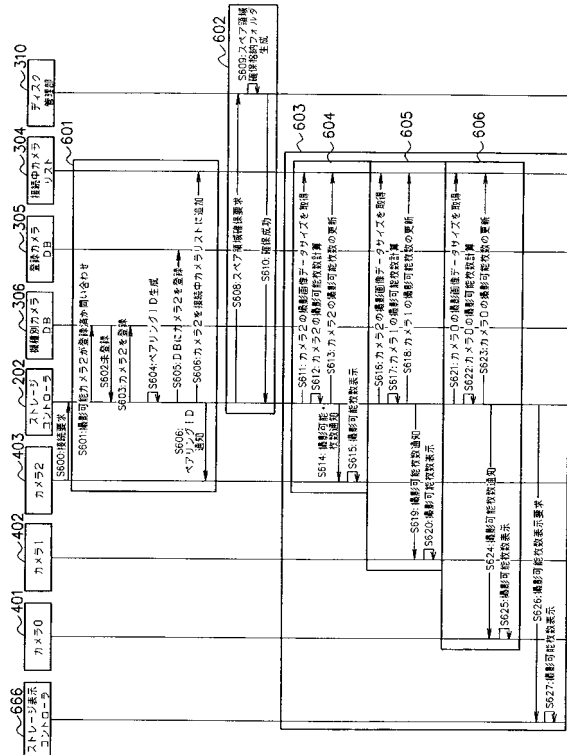 666
ストレージ表示
コントローラ
401
カメラ0
402
カメラ1
403
カメラ2
202
ストレージ
コントローラ
306
機種別カメラ
DB
305
登録カメラ
DB
304
接続中カメラ
リスト
310
ディスク
管理部
601
S600:接続要求
S601:撮影可能カメラ2が登録済か問い合わせ
S602:未登録
S603:カメラ2を登録
S604:ペアリングID生成
S605:DBにカメラ2を登録
S606:カメラ2を接続中カメラリストに追加
S606:
ペアリングID
通知
602
S608:スペア領域確保要求
S609:スペア領域
確保格納フォルダ
生成
S610:確保成功
603
604
S611:カメラ2の撮影画像データサイズを取得
S612:カメラ2の撮影可能枚数計算
S613:カメラ2の撮影可能枚数の更新
S614:撮影可能
枚数通知
S615:撮影可能枚数表示
605
S616:カメラ2の撮影画像データサイズを取得
S617:カメラ1の撮影可能枚数計算
S618:カメラ1の撮影可能枚数の更新
S619:撮影可能枚数通知
S620:撮影可能枚数表示
606
S621:カメラ0の撮影画像データサイズを取得
S622:カメラ0の撮影可能枚数計算
S623:カメラ0の撮影可能枚数の更新
S624:撮影可能枚数通知
S625:撮影可能枚数表示
S626:撮影可能枚数表示要求
S627:撮影可能枚数表示